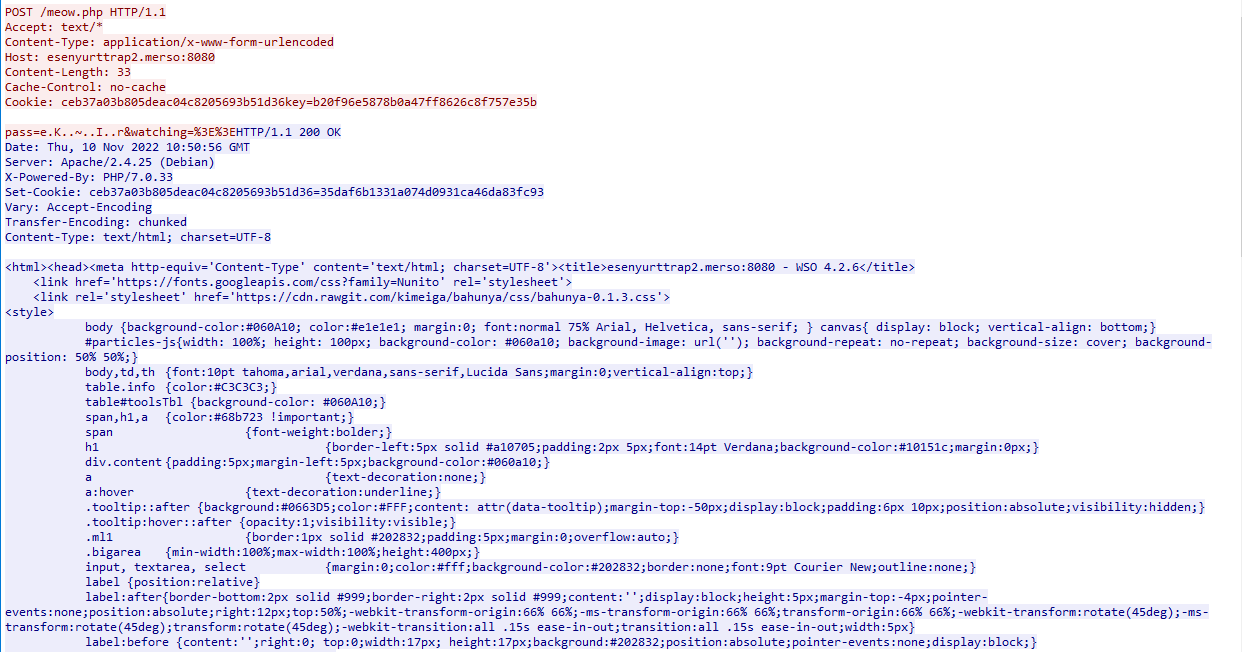 POST /meow.php HTTP/1.1
Accept: text/*
Content-Type: application/x-www-form-urlencoded
Host: esenyurttrap2.merso:8080
Content-Length: 33
Cache-Control: no-cache
Cookie: ceb37a03b805deac04c8205693b51d36key=b20f96e5878b0a47ff8626c8f757e35b
pass=e.K..~..I..r&watching=%3E%3EHTTP/1.1 200 OK
Date: Thu, 10 Nov 2022 10:50:56 GMT
Server: Apache/2.4.25 (Debian)
X-Powered-By: PHP/7.0.33
Set-Cookie: ceb37a03b805deac04c8205693b51d36=35daf6b1331a074d0931ca46da83fc93
Vary: Accept-Encoding
Transfer-Encoding: chunked
Content-Type: text/html; charset=UTF-8
<html><head><meta http-equiv='Content-Type' content='text/html; charset=UTF-8'><title>esenyurttrap2.merso:8080 - WSO 4.2.6</title>
<link href='https://fonts.googleapis.com/css?family=Nunito' rel='stylesheet'>
<link rel='stylesheet' href='https://cdn.rawgit.com/kimeiga/bahunya/css/bahunya-0.1.3.css'>
<style>
body {background-color:#060A10; color:#e1e1e1; margin:0; font:normal 75% Arial, Helvetica, sans-serif; } canvas{ display: block; vertical-align: bottom;}
#particles-js{width: 100%; height: 100px; background-color: #060a10; background-image: url(''); background-repeat: no-repeat; background-size: cover; background-
position: 50% 50%;}
body,td,th {font:10pt tahoma,arial,verdana,sans-serif,Lucida Sans;margin:0;vertical-align:top;}
table.info {color:#C3C3C3;}
table#toolsTbl {background-color: #060A10;}
span,h1,a {color:#68b723 !important;}
span {font-weight:bolder;}
h1 {border-left:5px solid #a10705;padding:2px 5px;font:14pt Verdana;background-color:#10151c;margin:0px;}
div.content{padding:5px;margin-left:5px;background-color:#060a10;}
a {text-decoration:none;}
a:hover {text-decoration:underline;}
.tooltip::after {background:#0663D5;color:#FFF;content: attr(data-tooltip);margin-top:-50px;display:block;padding:6px 10px;position:absolute;visibility:hidden;}
.tooltip:hover::after {opacity:1;visibility:visible;}
.ml1 {border:1px solid #202832;padding:5px;margin:0;overflow:auto;}
.bigarea {min-width:100%;max-width:100%;height:400px;}
input, textarea, select {margin:0;color:#fff;background-color:#202832;border:none;font:9pt Courier New;outline:none;}
label {position:relative}
label:after{border-bottom:2px solid #999;border-right:2px solid #999;content:'';display:block;height:5px;margin-top:-4px;pointer-
events:none;position:absolute;right:12px;top:50%;-webkit-transform-origin:66% 66%;-ms-transform-origin:66% 66%;transform-origin:66% 66%;-webkit-transform:rotate(45deg);-ms-
transform:rotate(45deg);transform:rotate(45deg);-webkit-transition:all .15s ease-in-out;transition:all .15s ease-in-out;width:5px}
label:before {content:'';right:0; top:0;width:17px; height:17px;background:#202832;position:absolute;pointer-events:none;display:block;}